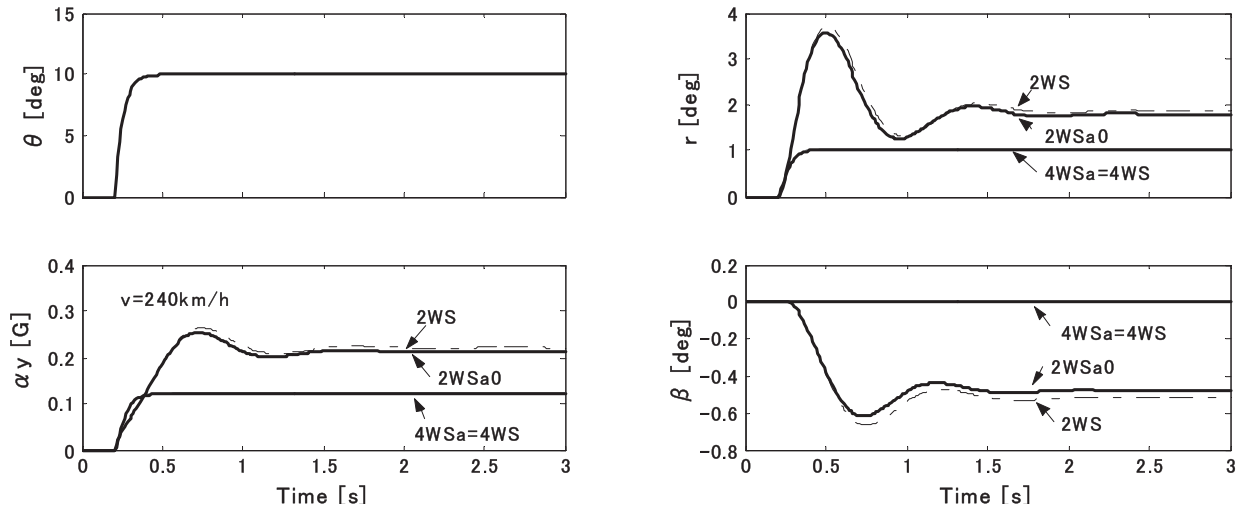 15
10
5
0
θ [deg]
4
3
2
1
0
r [deg]
2WS
2WSa0
4WSa=4WS
0.4
0.3
0.2
0.1
0
αy [G]
v=240km/h
2WS
2WSa0
4WSa=4WS
0 0.5 1 1.5 2 2.5 3
Time [s]
0.2
0
-0.2
-0.4
-0.6
-0.8
β [deg]
4WSa=4WS
2WSa0
2WS
0 0.5 1 1.5 2 2.5 3
Time [s]